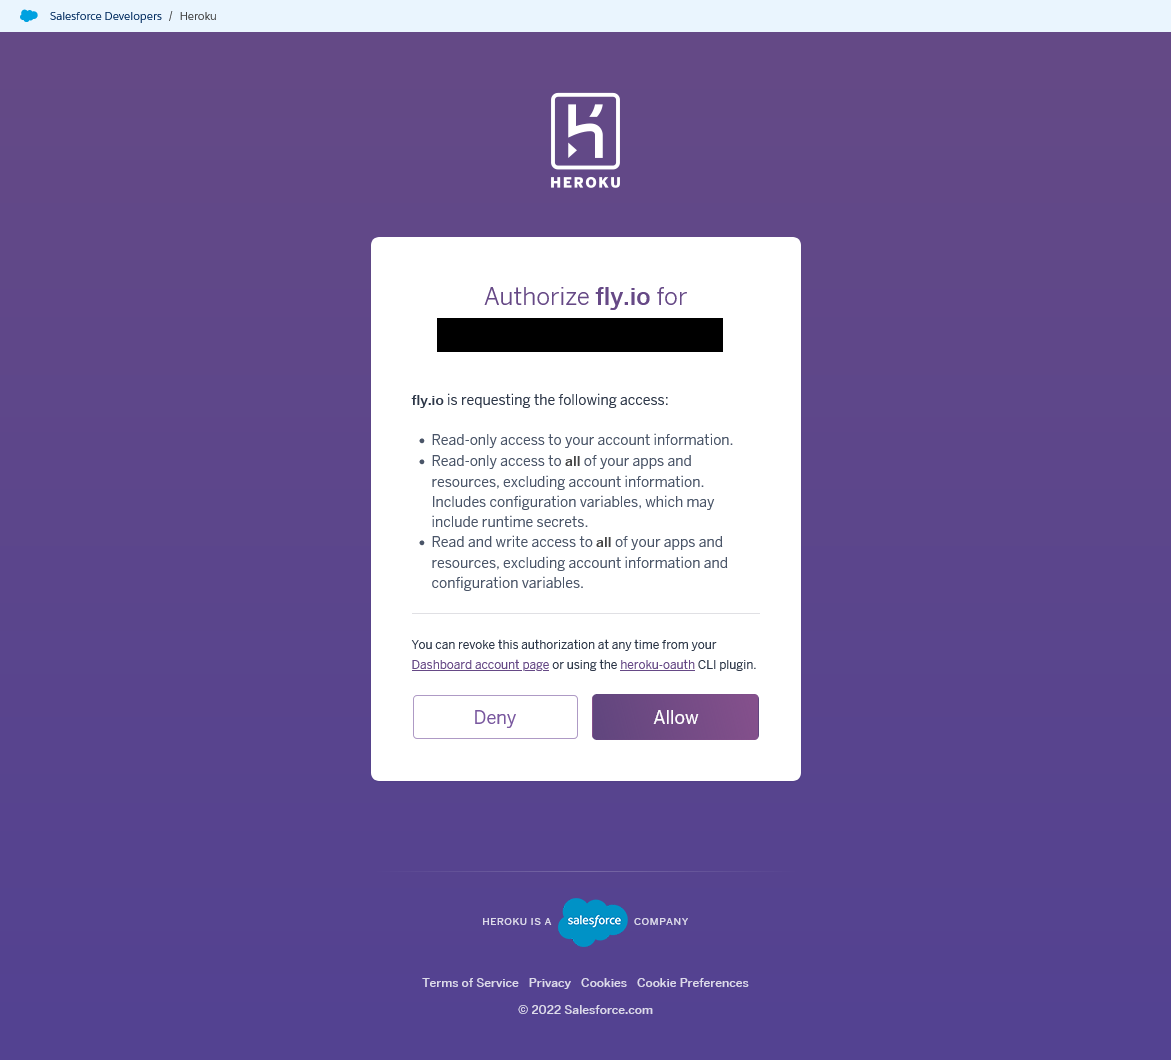 Salesforce Developers / Heroku
HEROKU
Authorize fly.io for
fly.io is requesting the following access:
• Read-only access to your account information.
• Read-only access to all of your apps and
resources, excluding account information.
Includes configuration variables, which may
include runtime secrets.
• Read and write access to all of your apps and
resources, excluding account information and
configuration variables.
You can revoke this authorization at any time from your
Dashboard account page or using the heroku-oauth CLI plugin.
Deny Allow
HEROKU IS A salesforce COMPANY
Terms of Service Privacy Cookies Cookie Preferences
© 2022 Salesforce.com